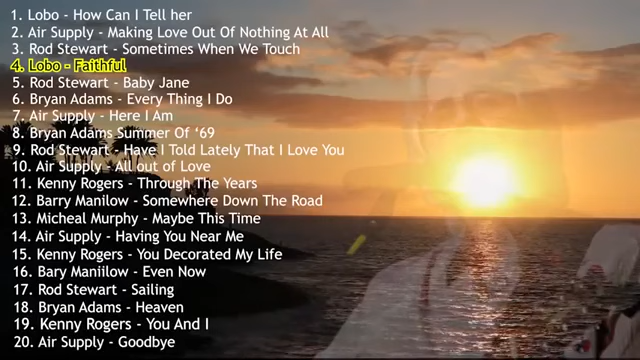 1. Lobo - How Can I Tell her
2. Air Supply - Making Love Out Of Nothing At All
3. Rod Stewart - Sometimes When We Touch
4. Lobo - Faithful
5. Rod Stewart - Baby Jane
6. Bryan Adams - Every Thing I Do
7. Air Supply - Here I Am
8. Bryan Adams Summer Of ‘69
9. Rod Stewart - Have I Told Lately That I Love You
10. Air Supply - All out of Love
11. Kenny Rogers - Through The Years
12. Barry Manilow - Somewhere Down The Road
13. Micheal Murphy - Maybe This Time
14. Air Supply - Having You Near Me
15. Kenny Rogers - You Decorated My Life
16. Bary Maniilow - Even Now
17. Rod Stewart - Sailing
18. Bryan Adams - Heaven
19. Kenny Rogers - You And I
20. Air Supply - Goodbye